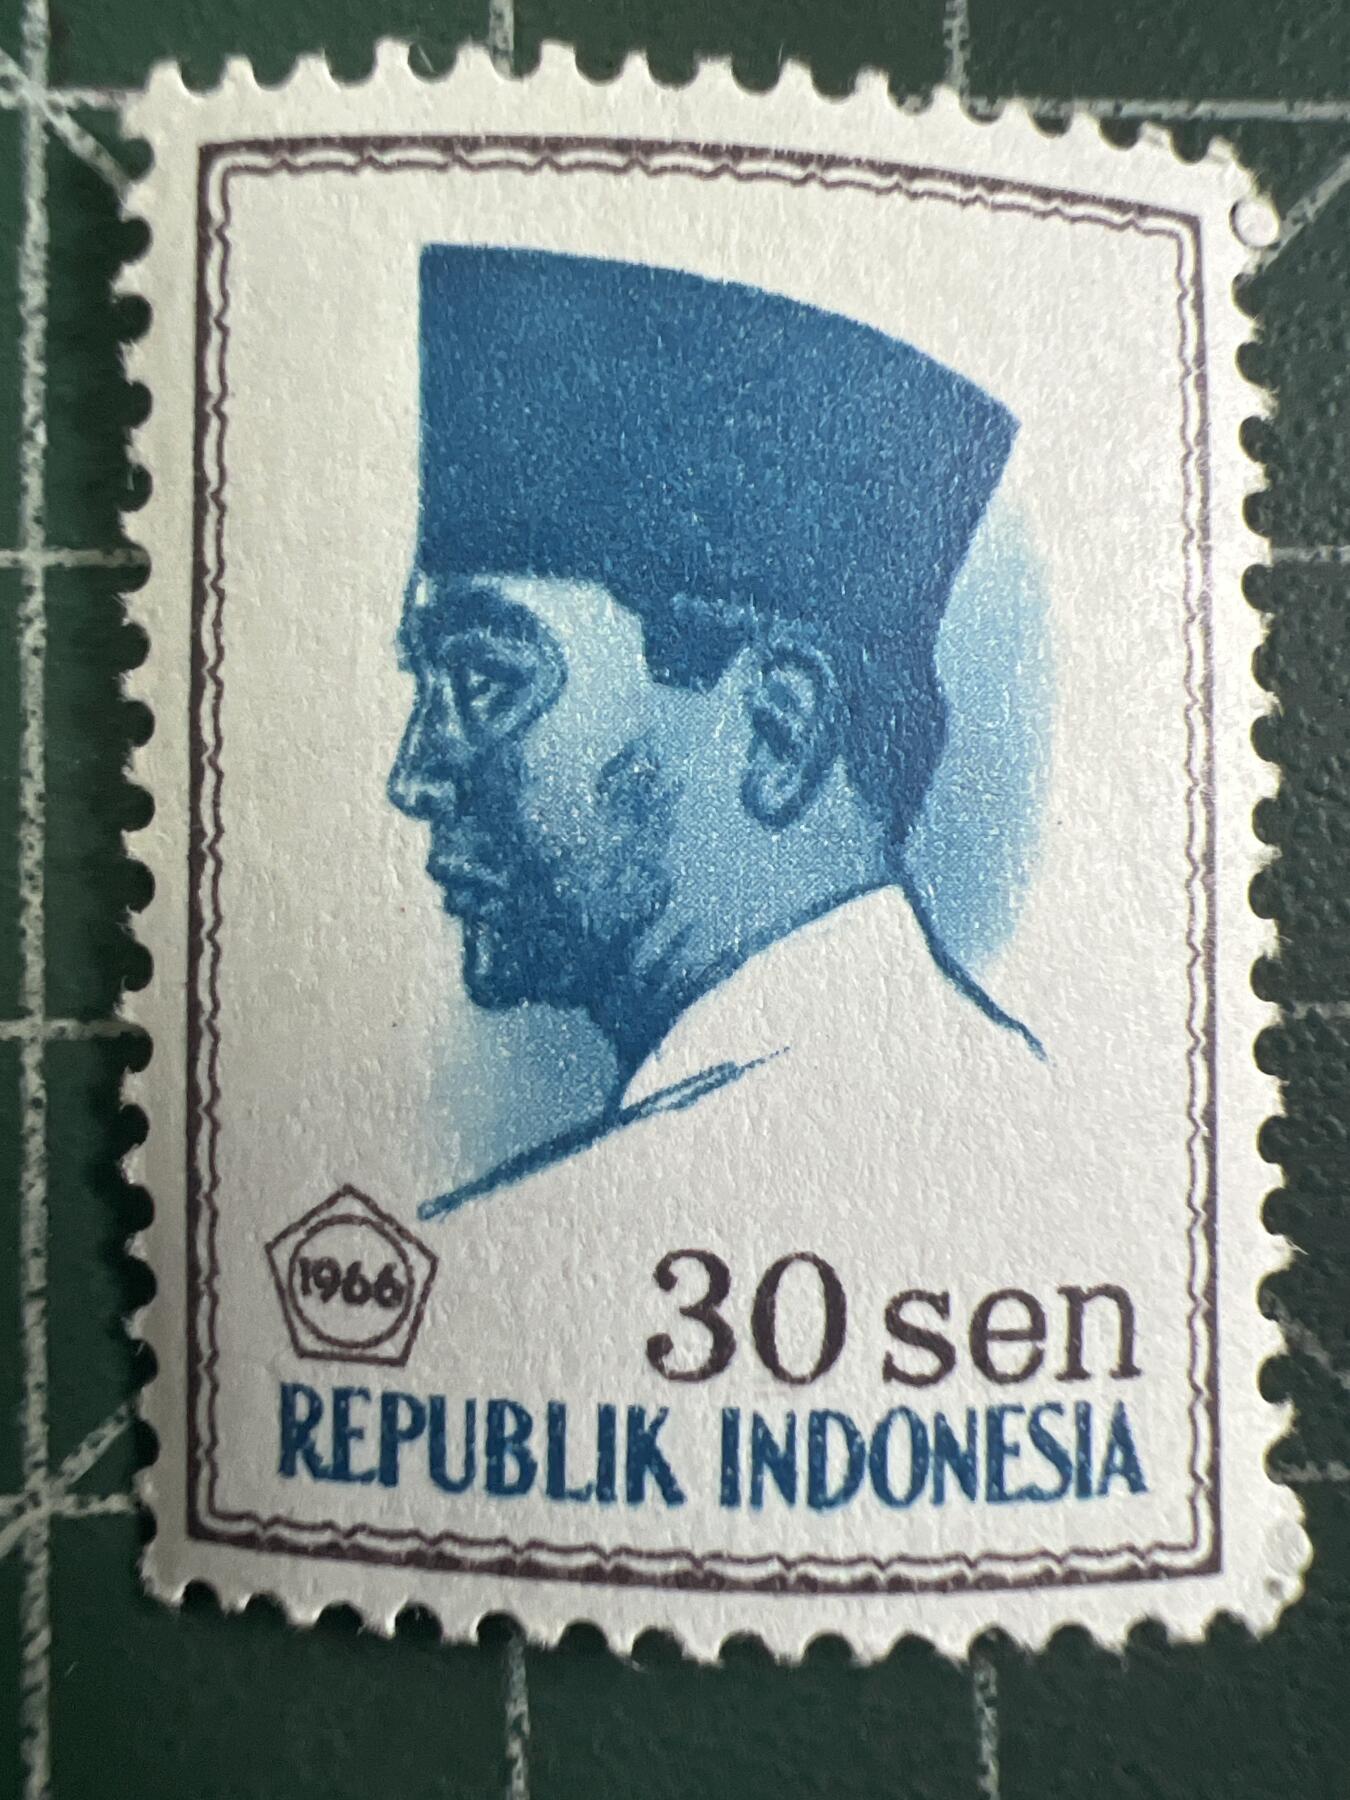 1966
30 sen
REPUBLIK INDONESIA